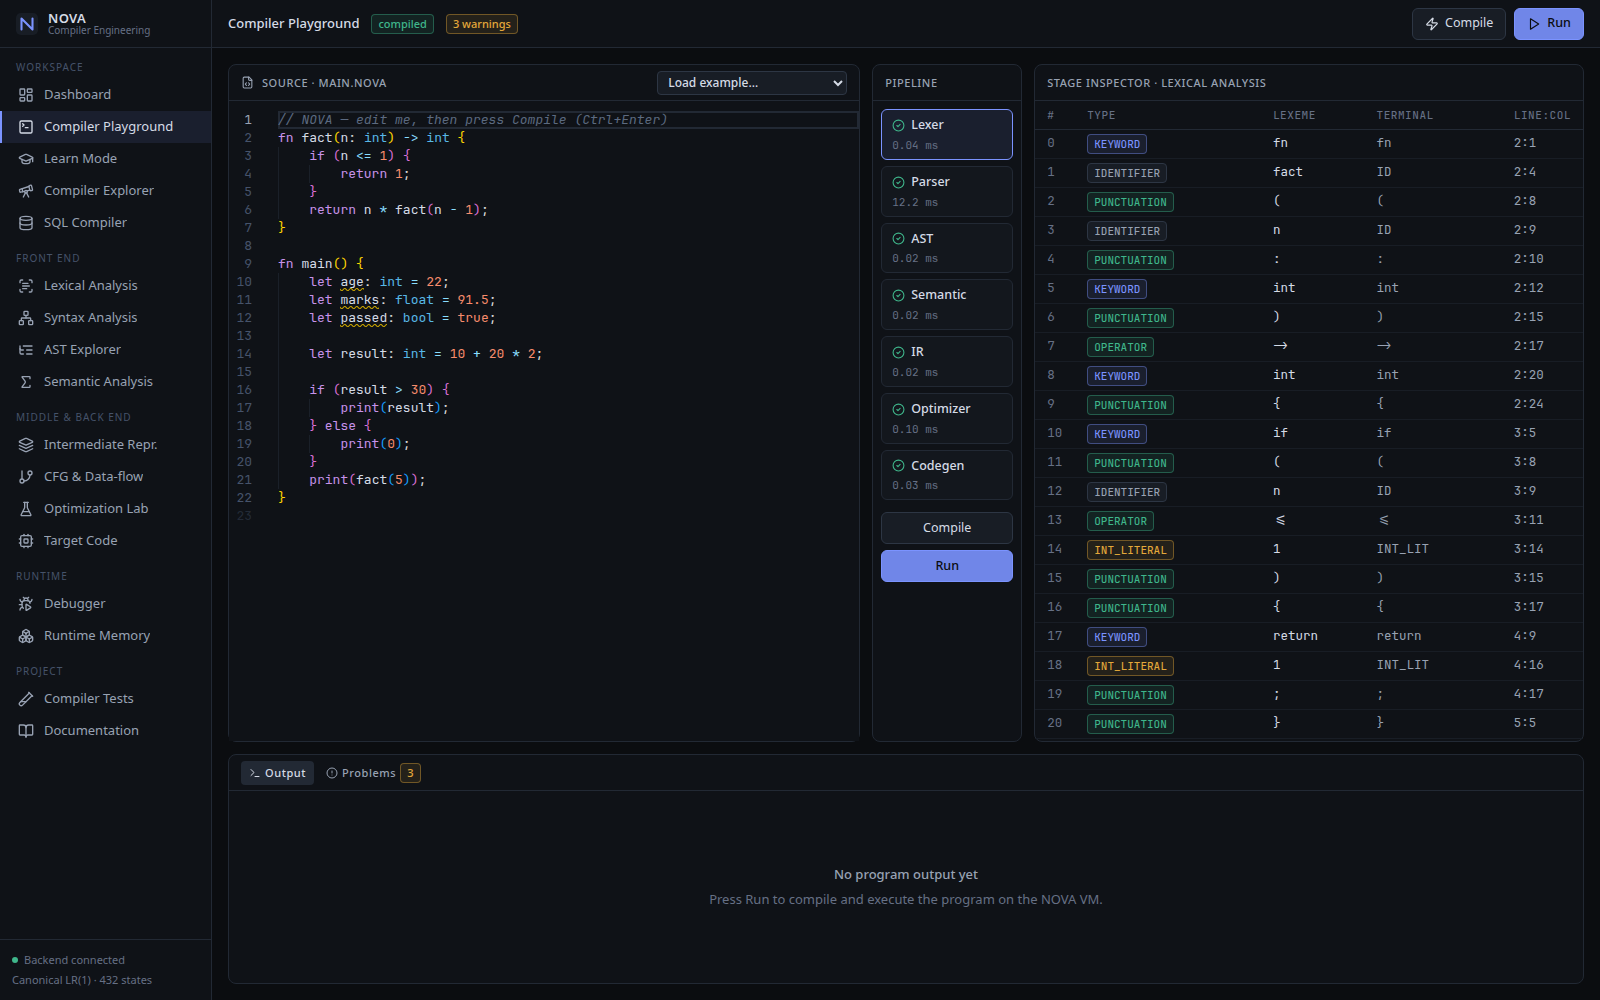 NOVA
Compiler Engineering
WORKSPACE
Dashboard
Compiler Playground
Learn Mode
Compiler Explorer
SQL Compiler
FRONT END
Lexical Analysis
Syntax Analysis
AST Explorer
Semantic Analysis
MIDDLE & BACK END
Intermediate Repr.
CFG & Data-flow
Optimization Lab
Target Code
RUNTIME
Debugger
Runtime Memory
PROJECT
Compiler Tests
Documentation
Backend connected
Canonical LR(1) · 432 states
Compiler Playground compiled 3 warnings
Compile Run
SOURCE · MAIN.NOVA Load example...
1 // NOVA — edit me, then press Compile (Ctrl+Enter)
2 fn fact(n: int) -> int {
3 if (n <= 1) {
4 return 1;
5 }
6 return n * fact(n - 1);
7 }
8
9 fn main() {
10 let age: int = 22;
11 let marks: float = 91.5;
12 let passed: bool = true;
13
14 let result: int = 10 + 20 * 2;
15
16 if (result > 30) {
17 print(result);
18 } else {
19 print(0);
20 }
21 print(fact(5));
22 }
23
PIPELINE
Lexer
0.04 ms
Parser
12.2 ms
AST
0.02 ms
Semantic
0.02 ms
IR
0.02 ms
Optimizer
0.10 ms
Codegen
0.03 ms
Compile
Run
STAGE INSPECTOR · LEXICAL ANALYSIS
# TYPE LEXEME TERMINAL LINE:COL
0 KEYWORD fn fn 2:1
1 IDENTIFIER fact ID 2:4
2 PUNCTUATION ( ( 2:8
3 IDENTIFIER n ID 2:9
4 PUNCTUATION : : 2:10
5 KEYWORD int int 2:12
6 PUNCTUATION ) ) 2:15
7 OPERATOR -> -> 2:17
8 KEYWORD int int 2:20
9 PUNCTUATION { { 2:24
10 KEYWORD if if 3:5
11 PUNCTUATION ( ( 3:8
12 IDENTIFIER n ID 3:9
13 OPERATOR <= <= 3:11
14 INT_LITERAL 1 INT_LIT 3:14
15 PUNCTUATION ) ) 3:15
16 PUNCTUATION { { 3:17
17 KEYWORD return return 4:9
18 INT_LITERAL 1 INT_LIT 4:16
19 PUNCTUATION ; ; 4:17
20 PUNCTUATION } } 5:5
Output Problems 3
No program output yet
Press Run to compile and execute the program on the NOVA VM.